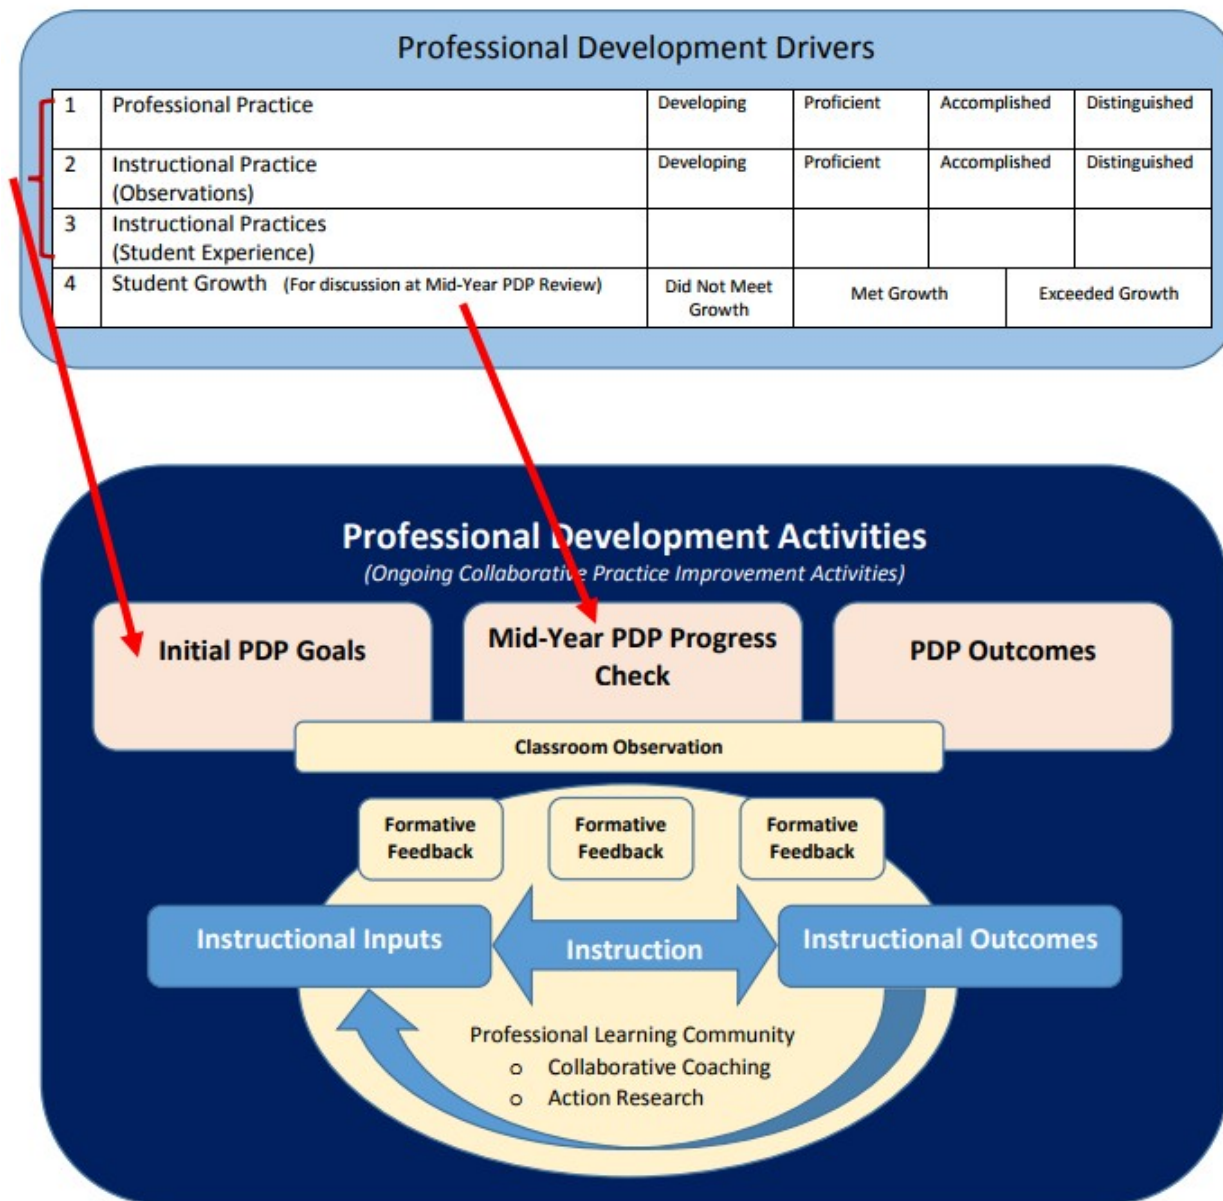 Professional Development Drivers
1 Professional Practice Developing Proficient Accomplished Distinguished
2 Instructional Practice Developing Proficient Accomplished Distinguished
(Observations)
3 Instructional Practices
(Student Experience)
4 Student Growth (For discussion at Mid-Year PDP Review) Did Not Meet
Growth Met Growth Exceeded Growth
Professional Development Activities
(Ongoing Collaborative Practice Improvement Activities)
Initial PDP Goals
Mid-Year PDP Progress
Check
PDP Outcomes
Classroom Observation
Formative
Feedback
Formative
Feedback
Formative
Feedback
Instructional Inputs
Instruction
Instructional Outcomes
Professional Learning Community
o Collaborative Coaching
o Action Research